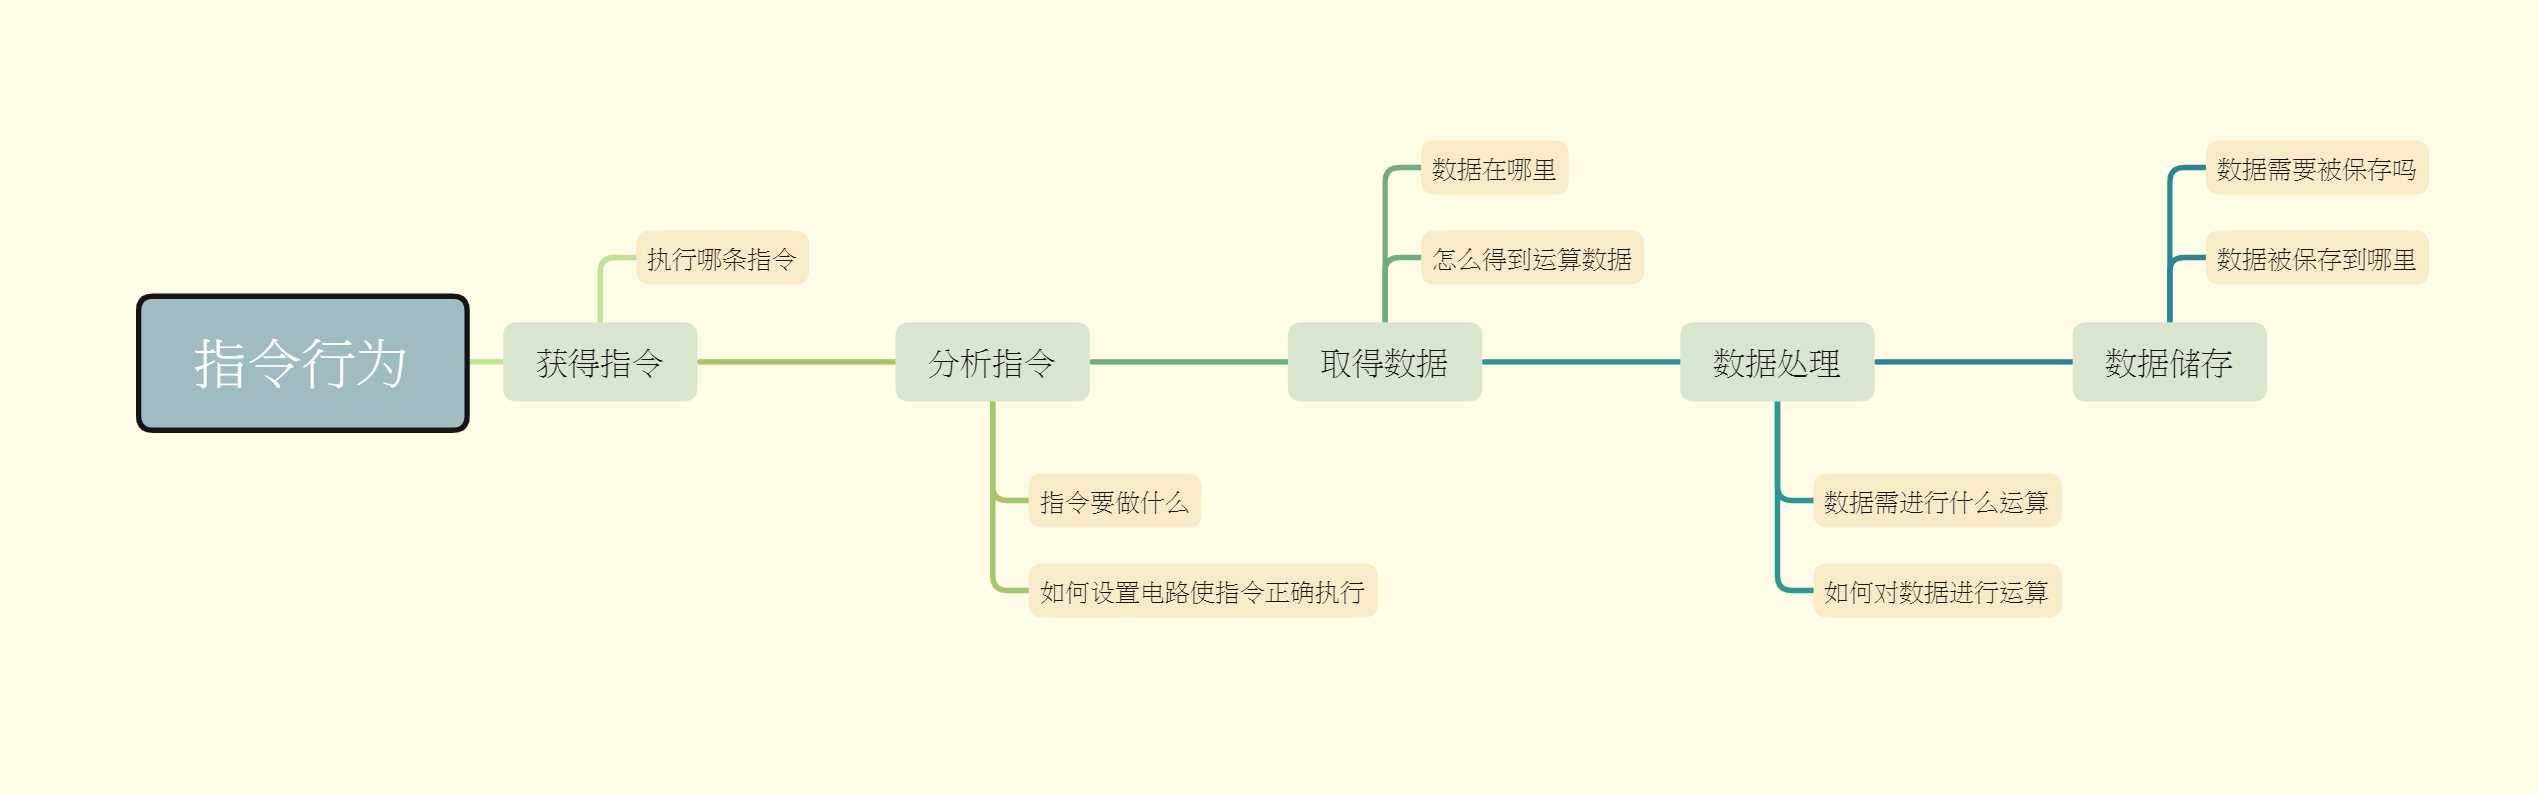 指令行为
获得指令
执行哪条指令
分析指令
指令要做什么
如何设置电路使指令正确执行
取得数据
数据在哪里
怎么得到运算数据
数据处理
数据需进行什么运算
如何对数据进行运算
数据储存
数据需要被保存吗
数据被保存到哪里